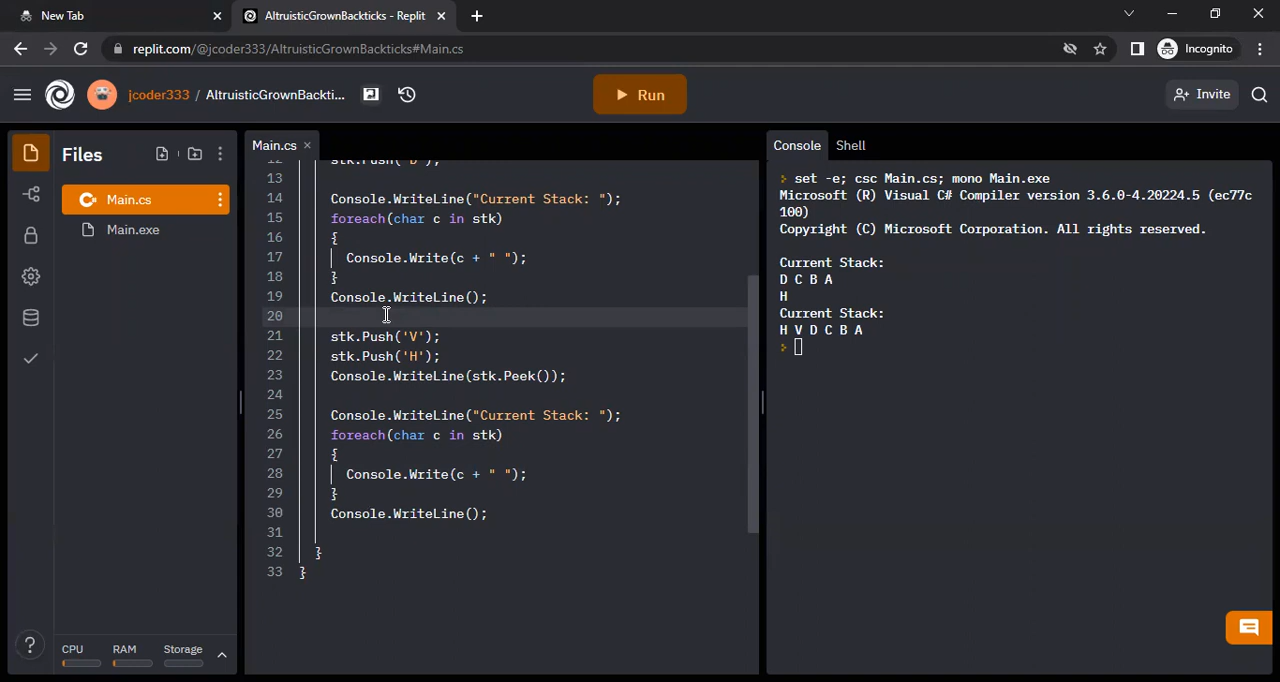 New Tab
AltruisticGrownBackticks - Replit
replit.com/@jcoder333/AltruisticGrownBackticks#Main.cs
Incognito
jcoder333 / AltruisticGrownBackti...
Run
Invite
Files
Main.cs
Main.exe
CPU
RAM
Storage
Main.cs
12 stk.Push('D');
13
14 Console.WriteLine("Current Stack: ");
15 foreach(char c in stk)
16 {
17 Console.Write(c + " ");
18 }
19 Console.WriteLine();
20
21 stk.Push('V');
22 stk.Push('H');
23 Console.WriteLine(stk.Peek());
24
25 Console.WriteLine("Current Stack: ");
26 foreach(char c in stk)
27 {
28 Console.Write(c + " ");
29 }
30 Console.WriteLine();
31
32 }
33 }
Console
Shell
set -e; csc Main.cs; mono Main.exe
Microsoft (R) Visual C# Compiler version 3.6.0-4.20224.5 (ec77c
100)
Copyright (C) Microsoft Corporation. All rights reserved.
Current Stack:
D C B A
H
Current Stack:
H V D C B A